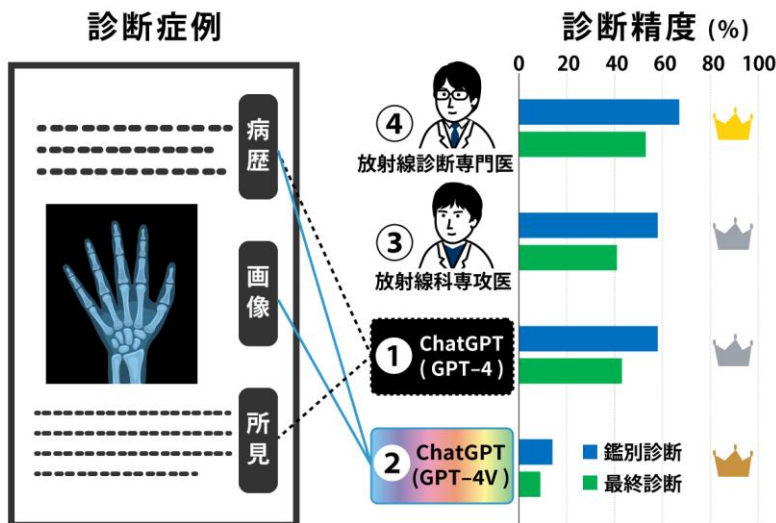 診断症例
病歴
画像
所見
診断精度 (%)
0 20 40 60 80 100
④
放射線診断専門医
③
放射線科専攻医
① ChatGPT
(GPT–4)
② ChatGPT
(GPT–4V)
鑑別診断
最終診断